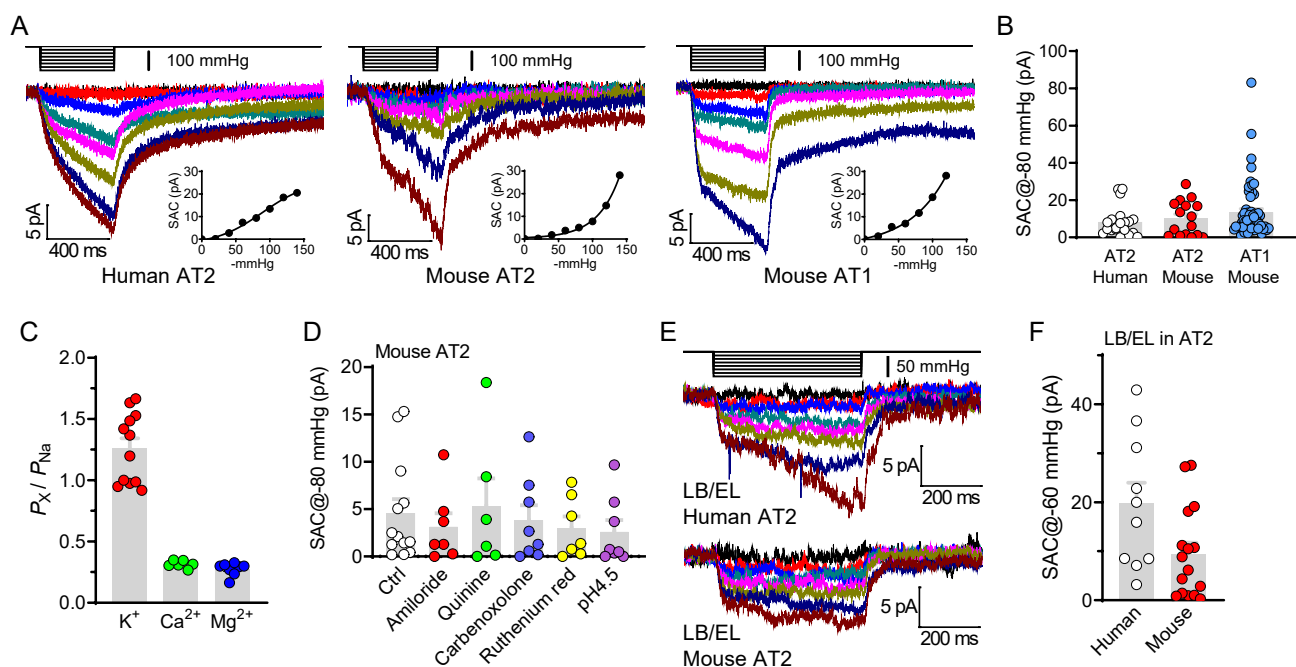 A
100 mmHg
5 pA
400 ms
SAC (pA)
30
20
10
0
0 50 100 150
-mmHg
Human AT2
100 mmHg
5 pA
400 ms
SAC (pA)
30
20
10
0
0 50 100 150
-mmHg
Mouse AT2
100 mmHg
5 pA
400 ms
SAC (pA)
30
20
10
0
0 50 100 150
-mmHg
Mouse AT1
B
SAC@-80 mmHg (pA)
100
80
60
40
20
0
AT2 AT2 AT1
Human Mouse Mouse
C
PX / PNa
2.0
1.5
1.0
0.5
0.0
K+ Ca2+ Mg2+
D
Mouse AT2
SAC@-80 mmHg (pA)
20
15
10
5
0
Ctrl
Amiloride
Quinine
Carbenoxolone
Ruthenium red
pH4.5
E
50 mmHg
5 pA
200 ms
LB/EL
Human AT2
5 pA
200 ms
LB/EL
Mouse AT2
F
LB/EL in AT2
SAC@-60 mmHg (pA)
40
20
0
Human
Mouse